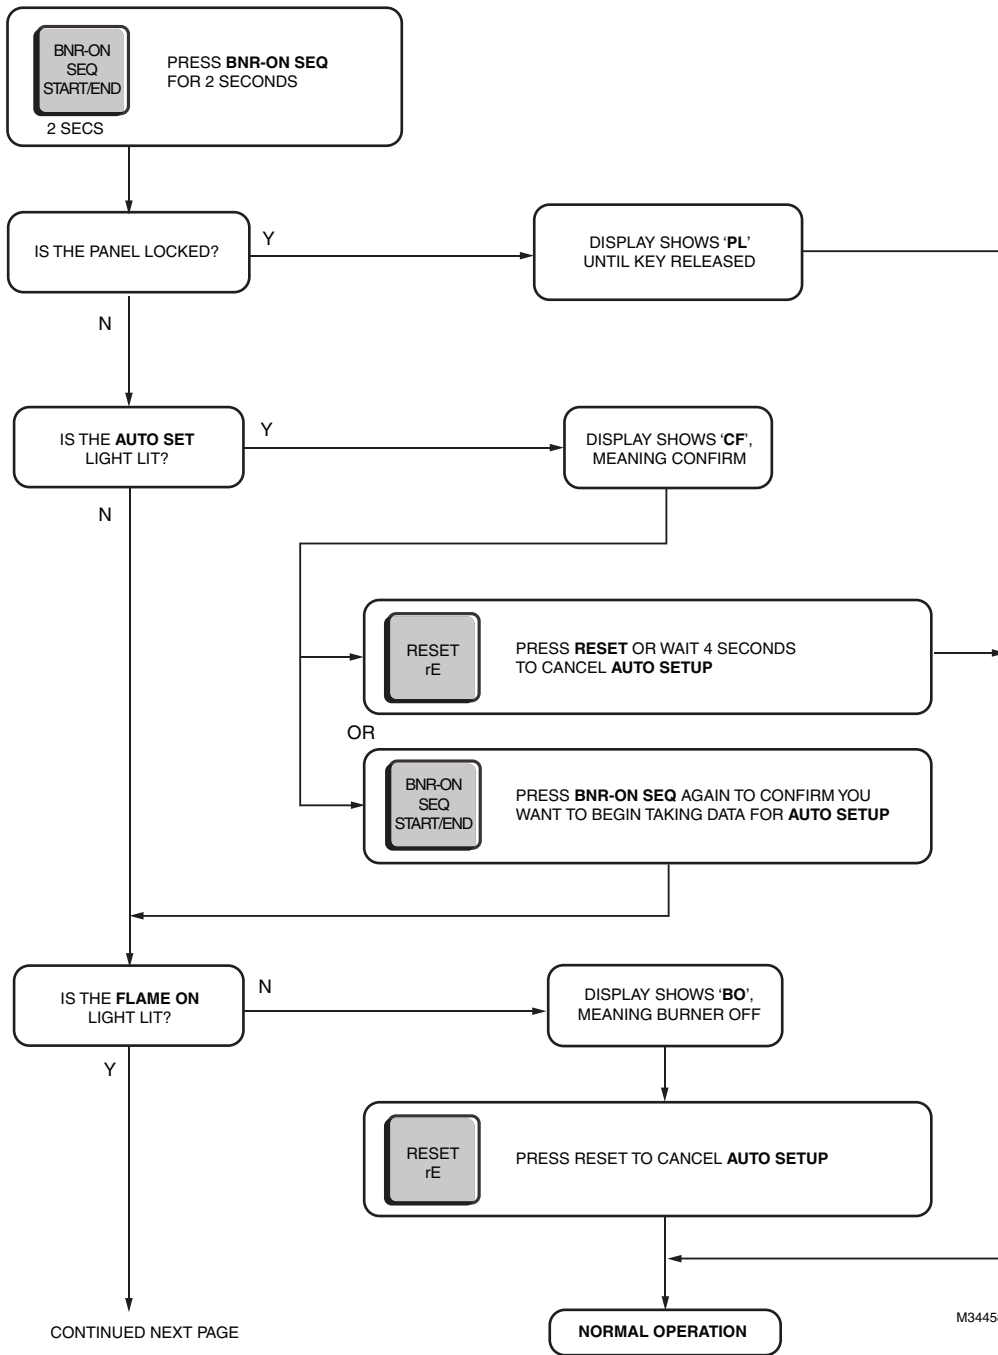 BNR-ON
SEQ
START/END
2 SECS
PRESS BNR-ON SEQ
FOR 2 SECONDS
IS THE PANEL LOCKED?
Y
DISPLAY SHOWS ‘PL’
UNTIL KEY RELEASED
N
IS THE AUTO SET
LIGHT LIT?
Y
DISPLAY SHOWS ‘CF’,
MEANING CONFIRM
N
RESET
rE
PRESS RESET OR WAIT 4 SECONDS
TO CANCEL AUTO SETUP
OR
BNR-ON
SEQ
START/END
PRESS BNR-ON SEQ AGAIN TO CONFIRM YOU
WANT TO BEGIN TAKING DATA FOR AUTO SETUP
IS THE FLAME ON
LIGHT LIT?
N
DISPLAY SHOWS ‘BO’,
MEANING BURNER OFF
Y
RESET
rE
PRESS RESET TO CANCEL AUTO SETUP
CONTINUED NEXT PAGE
NORMAL OPERATION